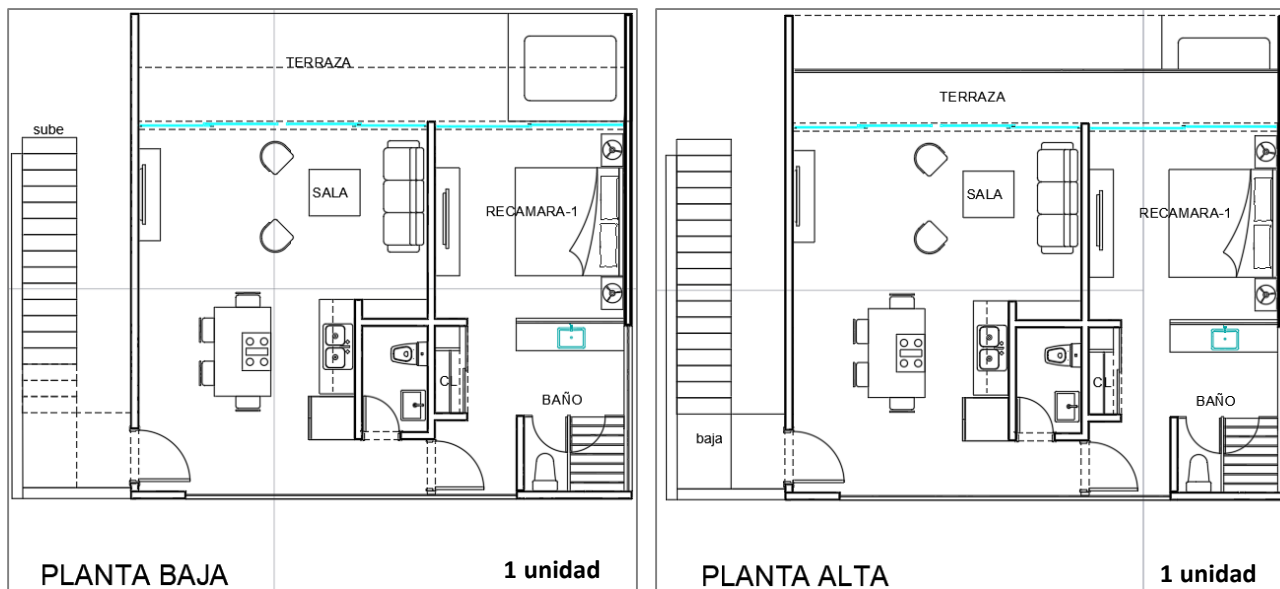 TERRAZA
sube
SALA
RECAMARA-1
CL
BAÑO
PLANTA BAJA
1 unidad
TERRAZA
SALA
RECAMARA-1
CL
BAÑO
baja
PLANTA ALTA
1 unidad